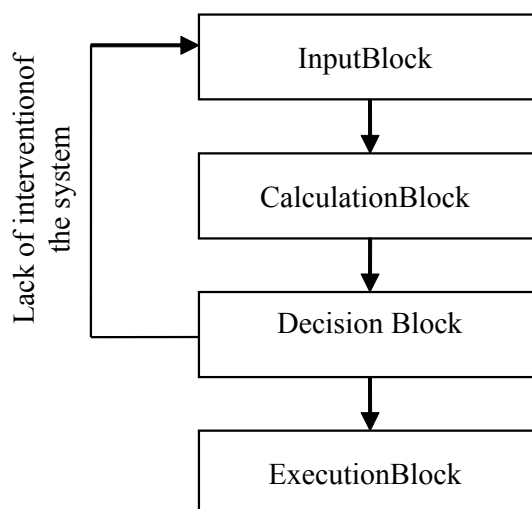 InputBlock
Lack of interventionof
the system
CalculationBlock
Decision Block
ExecutionBlock